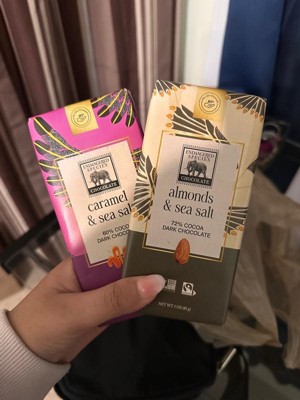 ENDANGERED
SPECIES
CHOCOLATE
caramel
& sea salt
60% COCOA
DARK CHOCOLATE
ENDANGERED
SPECIES
CHOCOLATE
almonds
& sea salt
72% COCOA
DARK CHOCOLATE